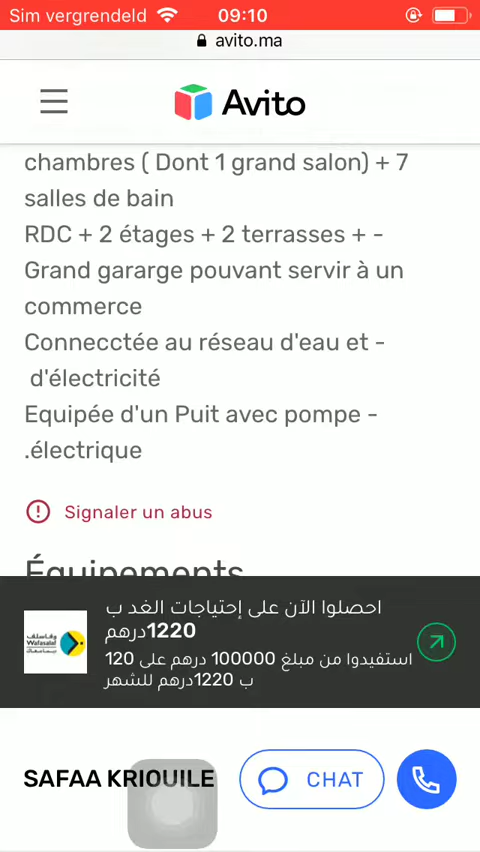 Sim vergrendeld 09:10
avito.ma
Avito
chambres ( Dont 1 grand salon) + 7
salles de bain
RDC + 2 étages + 2 terrasses + -
Grand gararge pouvant servir à un
commerce
Connecctée au réseau d'eau et -
d'électricité
Equipée d'un Puit avec pompe -
.électrique
Signaler un abus
Équipements
احصلوا الآن على إحتياجات الغد ب
1220درهم
استفيدوا من مبلغ 100000 درهم على 120
ب 1220درهم للشهر
وفاسلف
Wafasalaf
SAFAA KRIOUILE
CHAT